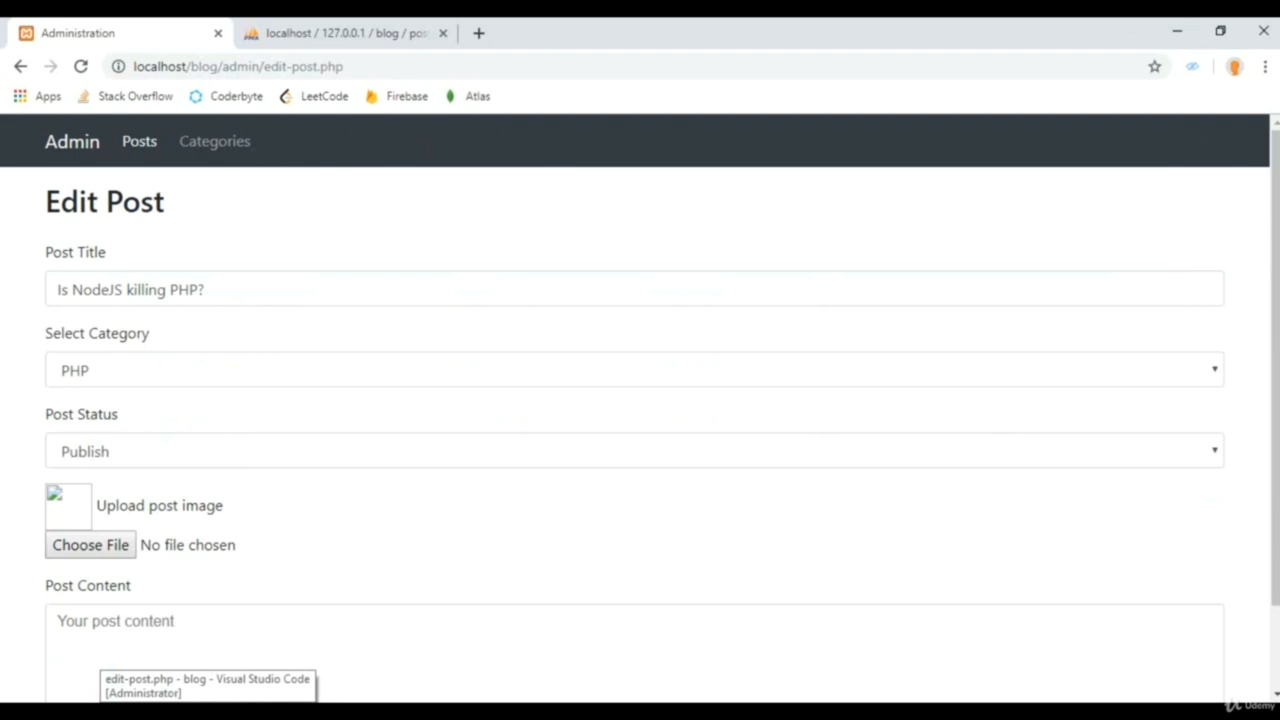 Administration
localhost / 127.0.0.1 / blog / pos
localhost/blog/admin/edit-post.php
Apps
Stack Overflow
Coderbyte
LeetCode
Firebase
Atlas
Admin
Posts
Categories
Edit Post
Post Title
Is NodeJS killing PHP?
Select Category
PHP
Post Status
Publish
Upload post image
Choose File No file chosen
Post Content
Your post content
edit-post.php - blog - Visual Studio Code
[Administrator]
Udemy